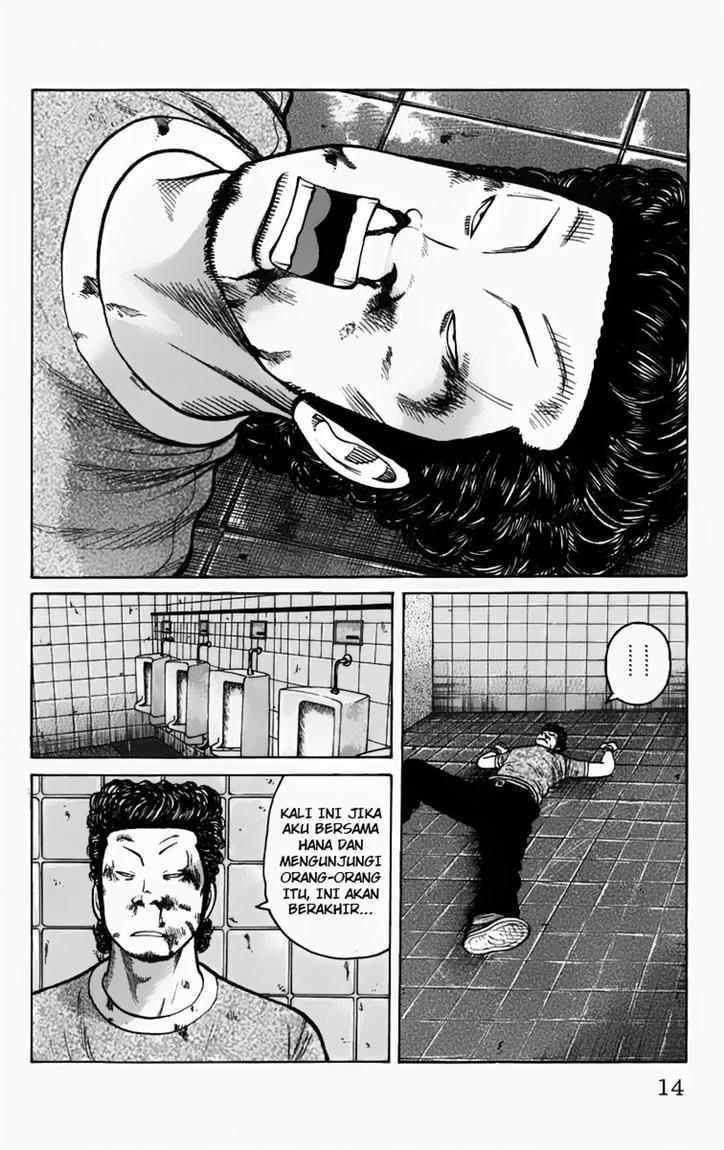 KALI INI JIKA
AKU BERSAMA
HANA DAN
MENGUNJUNGI
ORANG-ORANG
ITU, INI AKAN
BERAKHIR...
14